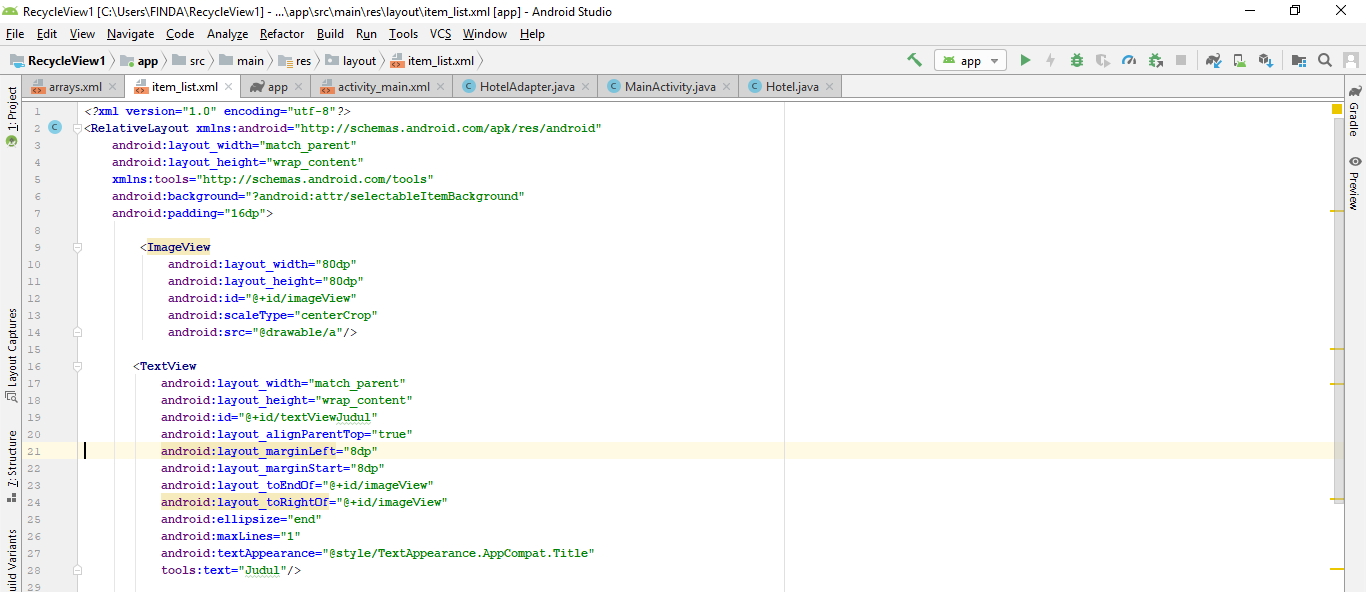 RecycleView1 [C:\Users\FINDA\RecycleView1] - ...\app\src\main\res\layout\item_list.xml [app] - Android Studio
File Edit View Navigate Code Analyze Refactor Build Run Tools VCS Window Help
RecycleView1 app src main res layout item_list.xml app
arrays.xml item_list.xml app activity_main.xml HotelAdapter.java MainActivity.java Hotel.java
1: Project
Layout Captures
7: Structure
uild Variants
1 <?xml version="1.0" encoding="utf-8"?>
2 C <RelativeLayout xmlns:android="http://schemas.android.com/apk/res/android"
3 android:layout_width="match_parent"
4 android:layout_height="wrap_content"
5 xmlns:tools="http://schemas.android.com/tools"
6 android:background="?android:attr/selectableItemBackground"
7 android:padding="16dp">
8
9 <ImageView
10 android:layout_width="80dp"
11 android:layout_height="80dp"
12 android:id="@+id/imageView"
13 android:scaleType="centerCrop"
14 android:src="@drawable/a"/>
15
16 <TextView
17 android:layout_width="match_parent"
18 android:layout_height="wrap_content"
19 android:id="@+id/textViewJudul"
20 android:layout_alignParentTop="true"
21 android:layout_marginLeft="8dp"
22 android:layout_marginStart="8dp"
23 android:layout_toEndOf="@+id/imageView"
24 android:layout_toRightOf="@+id/imageView"
25 android:ellipsize="end"
26 android:maxLines="1"
27 android:textAppearance="@style/TextAppearance.AppCompat.Title"
28 tools:text="Judul"/>
29
Gradle
Preview